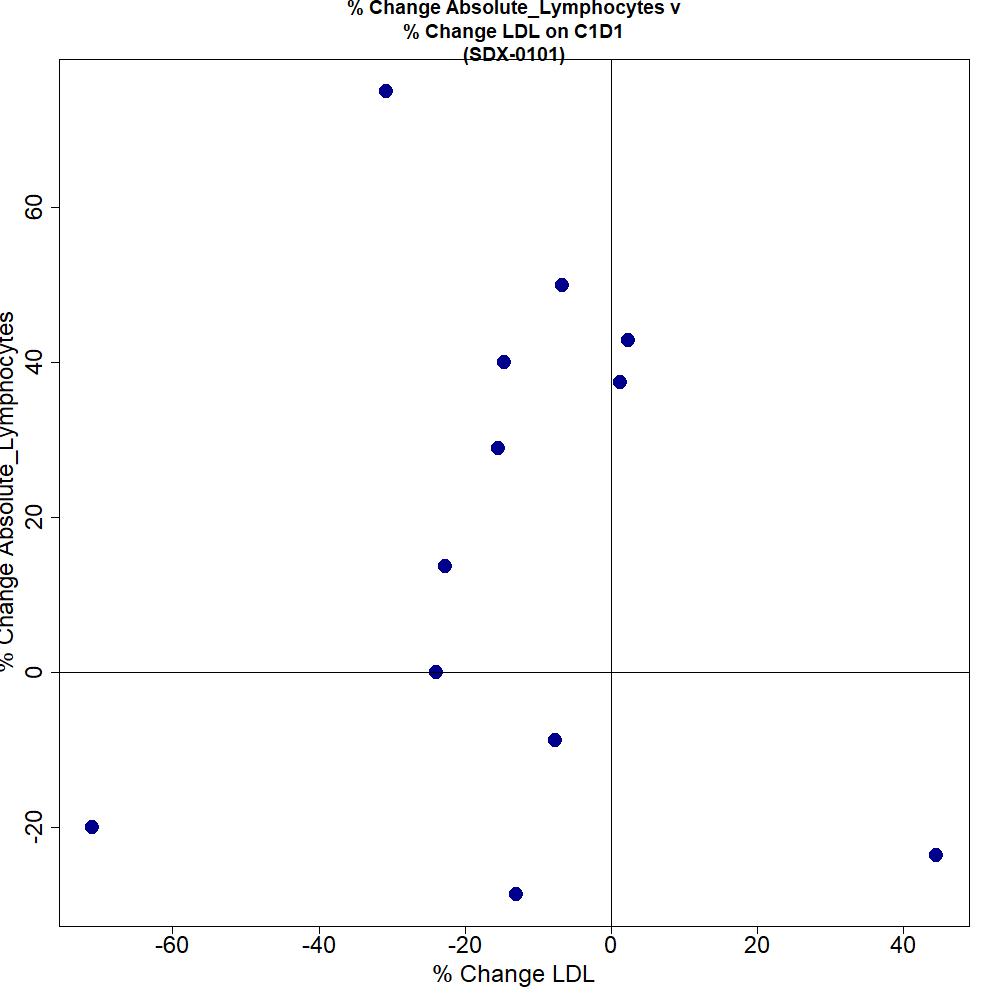 % Change Absolute_Lymphocytes v
% Change LDL on C1D1
(SDX-0101)
% Change Absolute_Lymphocytes
60
40
20
0
-20
-60
-40
-20
0
20
40
% Change LDL